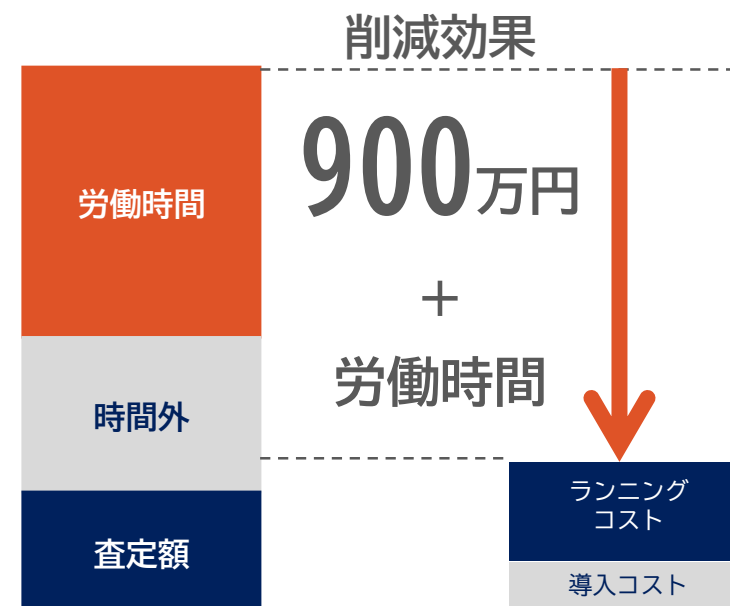 削減効果
労働時間
900万円
+
労働時間
時間外
査定額
ランニング
コスト
導入コスト